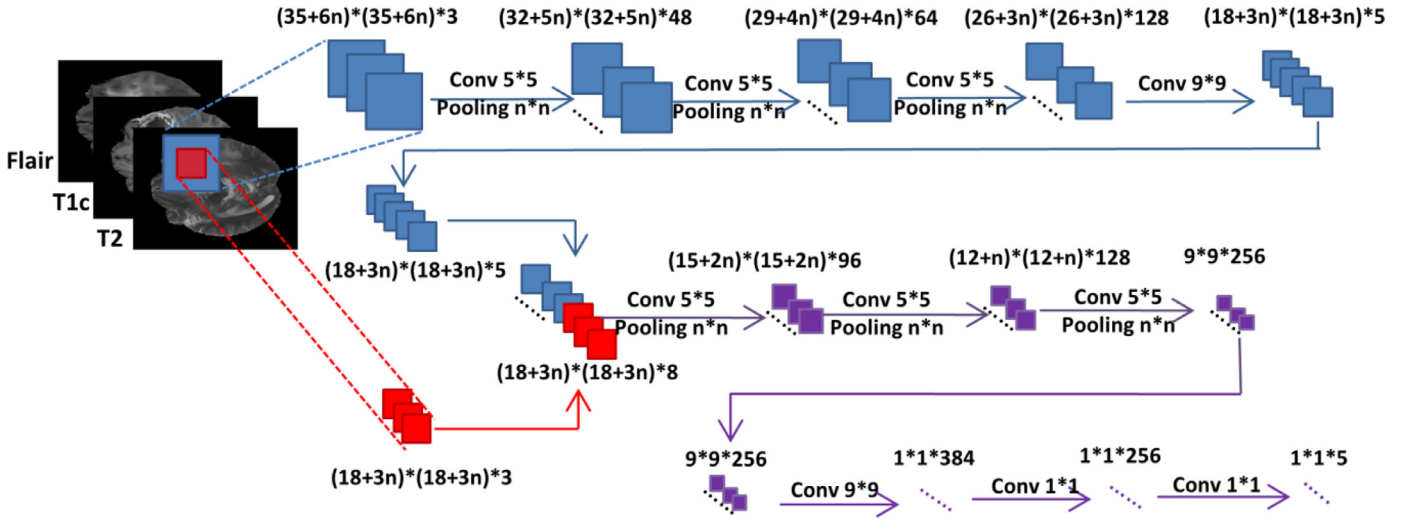 (35+6n)*(35+6n)*3
(32+5n)*(32+5n)*48
(29+4n)*(29+4n)*64
(26+3n)*(26+3n)*128
(18+3n)*(18+3n)*5
Conv 5*5
Pooling n*n
Conv 5*5
Pooling n*n
Conv 5*5
Pooling n*n
Conv 9*9
Flair
T1c
T2
(18+3n)*(18+3n)*5
(15+2n)*(15+2n)*96
(12+n)*(12+n)*128
9*9*256
Conv 5*5
Pooling n*n
Conv 5*5
Pooling n*n
Conv 5*5
Pooling n*n
(18+3n)*(18+3n)*8
(18+3n)*(18+3n)*3
9*9*256
1*1*384
1*1*256
1*1*5
Conv 9*9
Conv 1*1
Conv 1*1